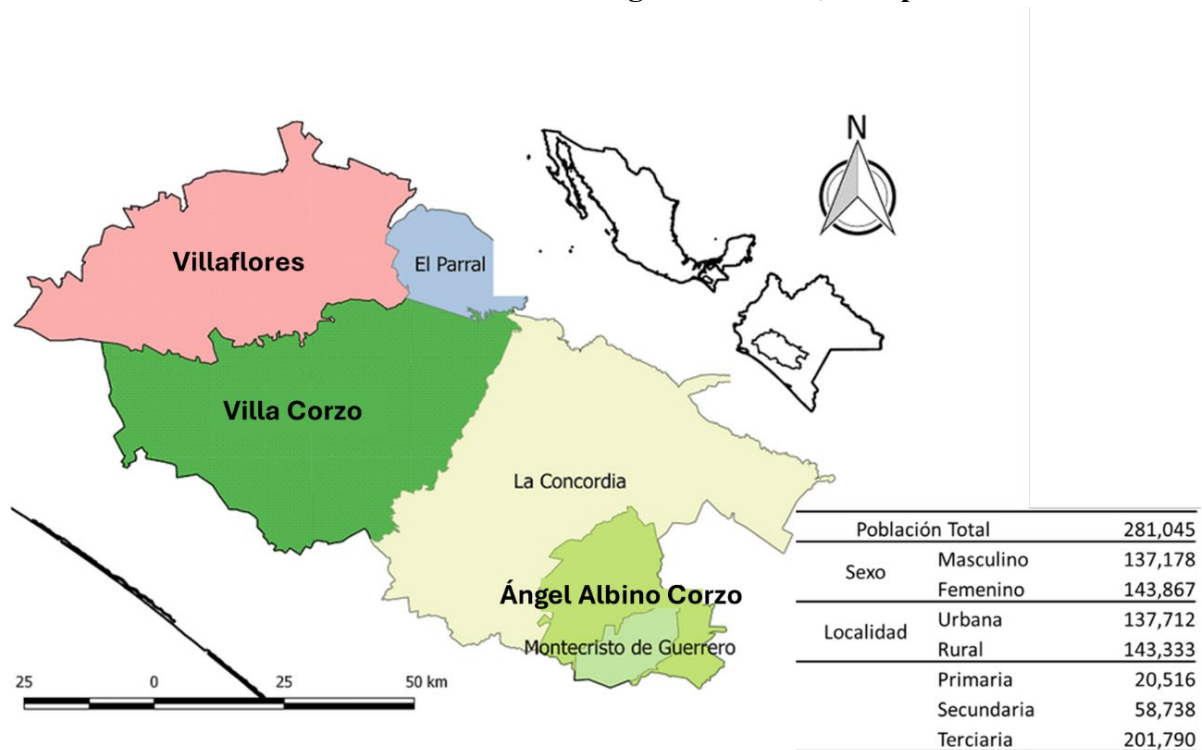 N
Villaflores
El Parral
Villa Corzo
La Concordia
Ángel Albino Corzo
Montecristo de Guerrero
25 0 25 50 km
Población Total 281,045
Sexo
Masculino 137,178
Femenino 143,867
Localidad
Urbana 137,712
Rural 143,333
Primaria 20,516
Secundaria 58,738
Terciaria 201,790